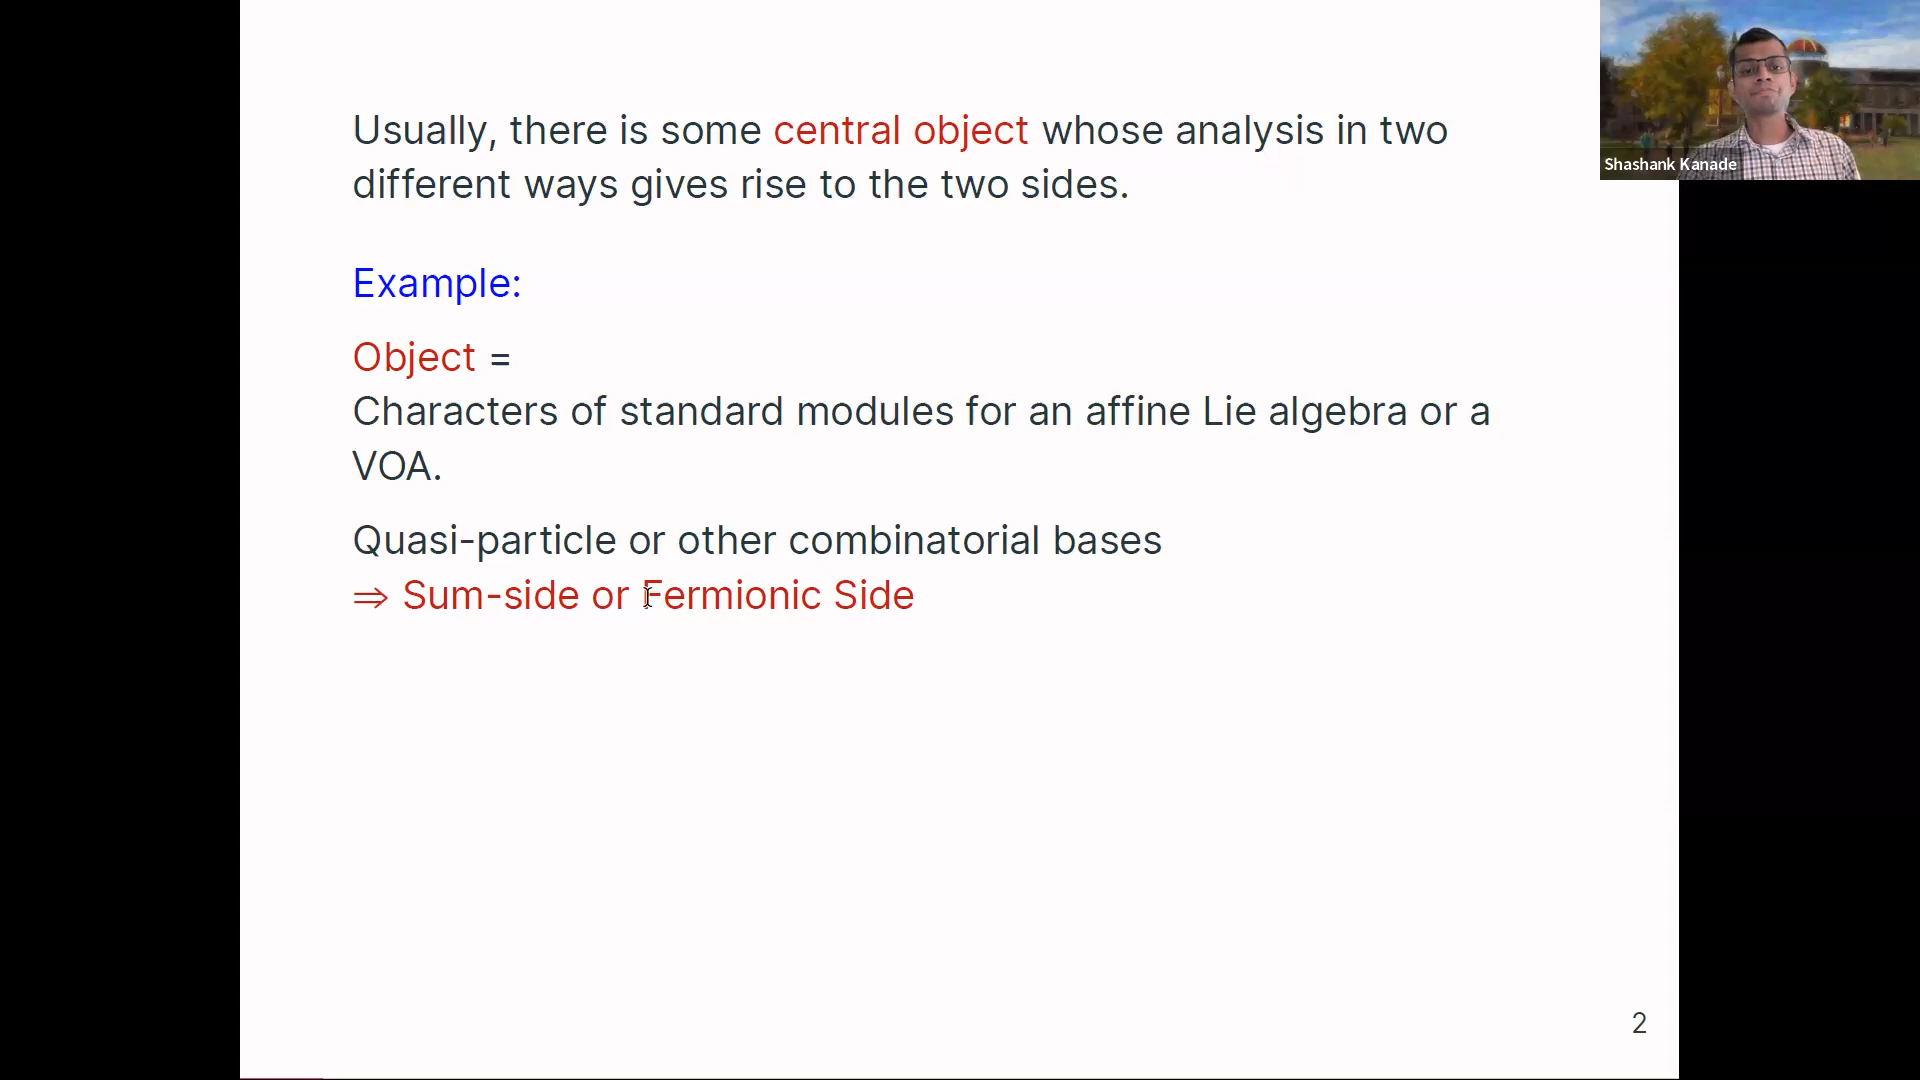 Usually, there is some central object whose analysis in two
different ways gives rise to the two sides.
Example:
Object =
Characters of standard modules for an affine Lie algebra or a
VOA.
Quasi-particle or other combinatorial bases
⇒ Sum-side or Fermionic Side
2
Shashank Kanade